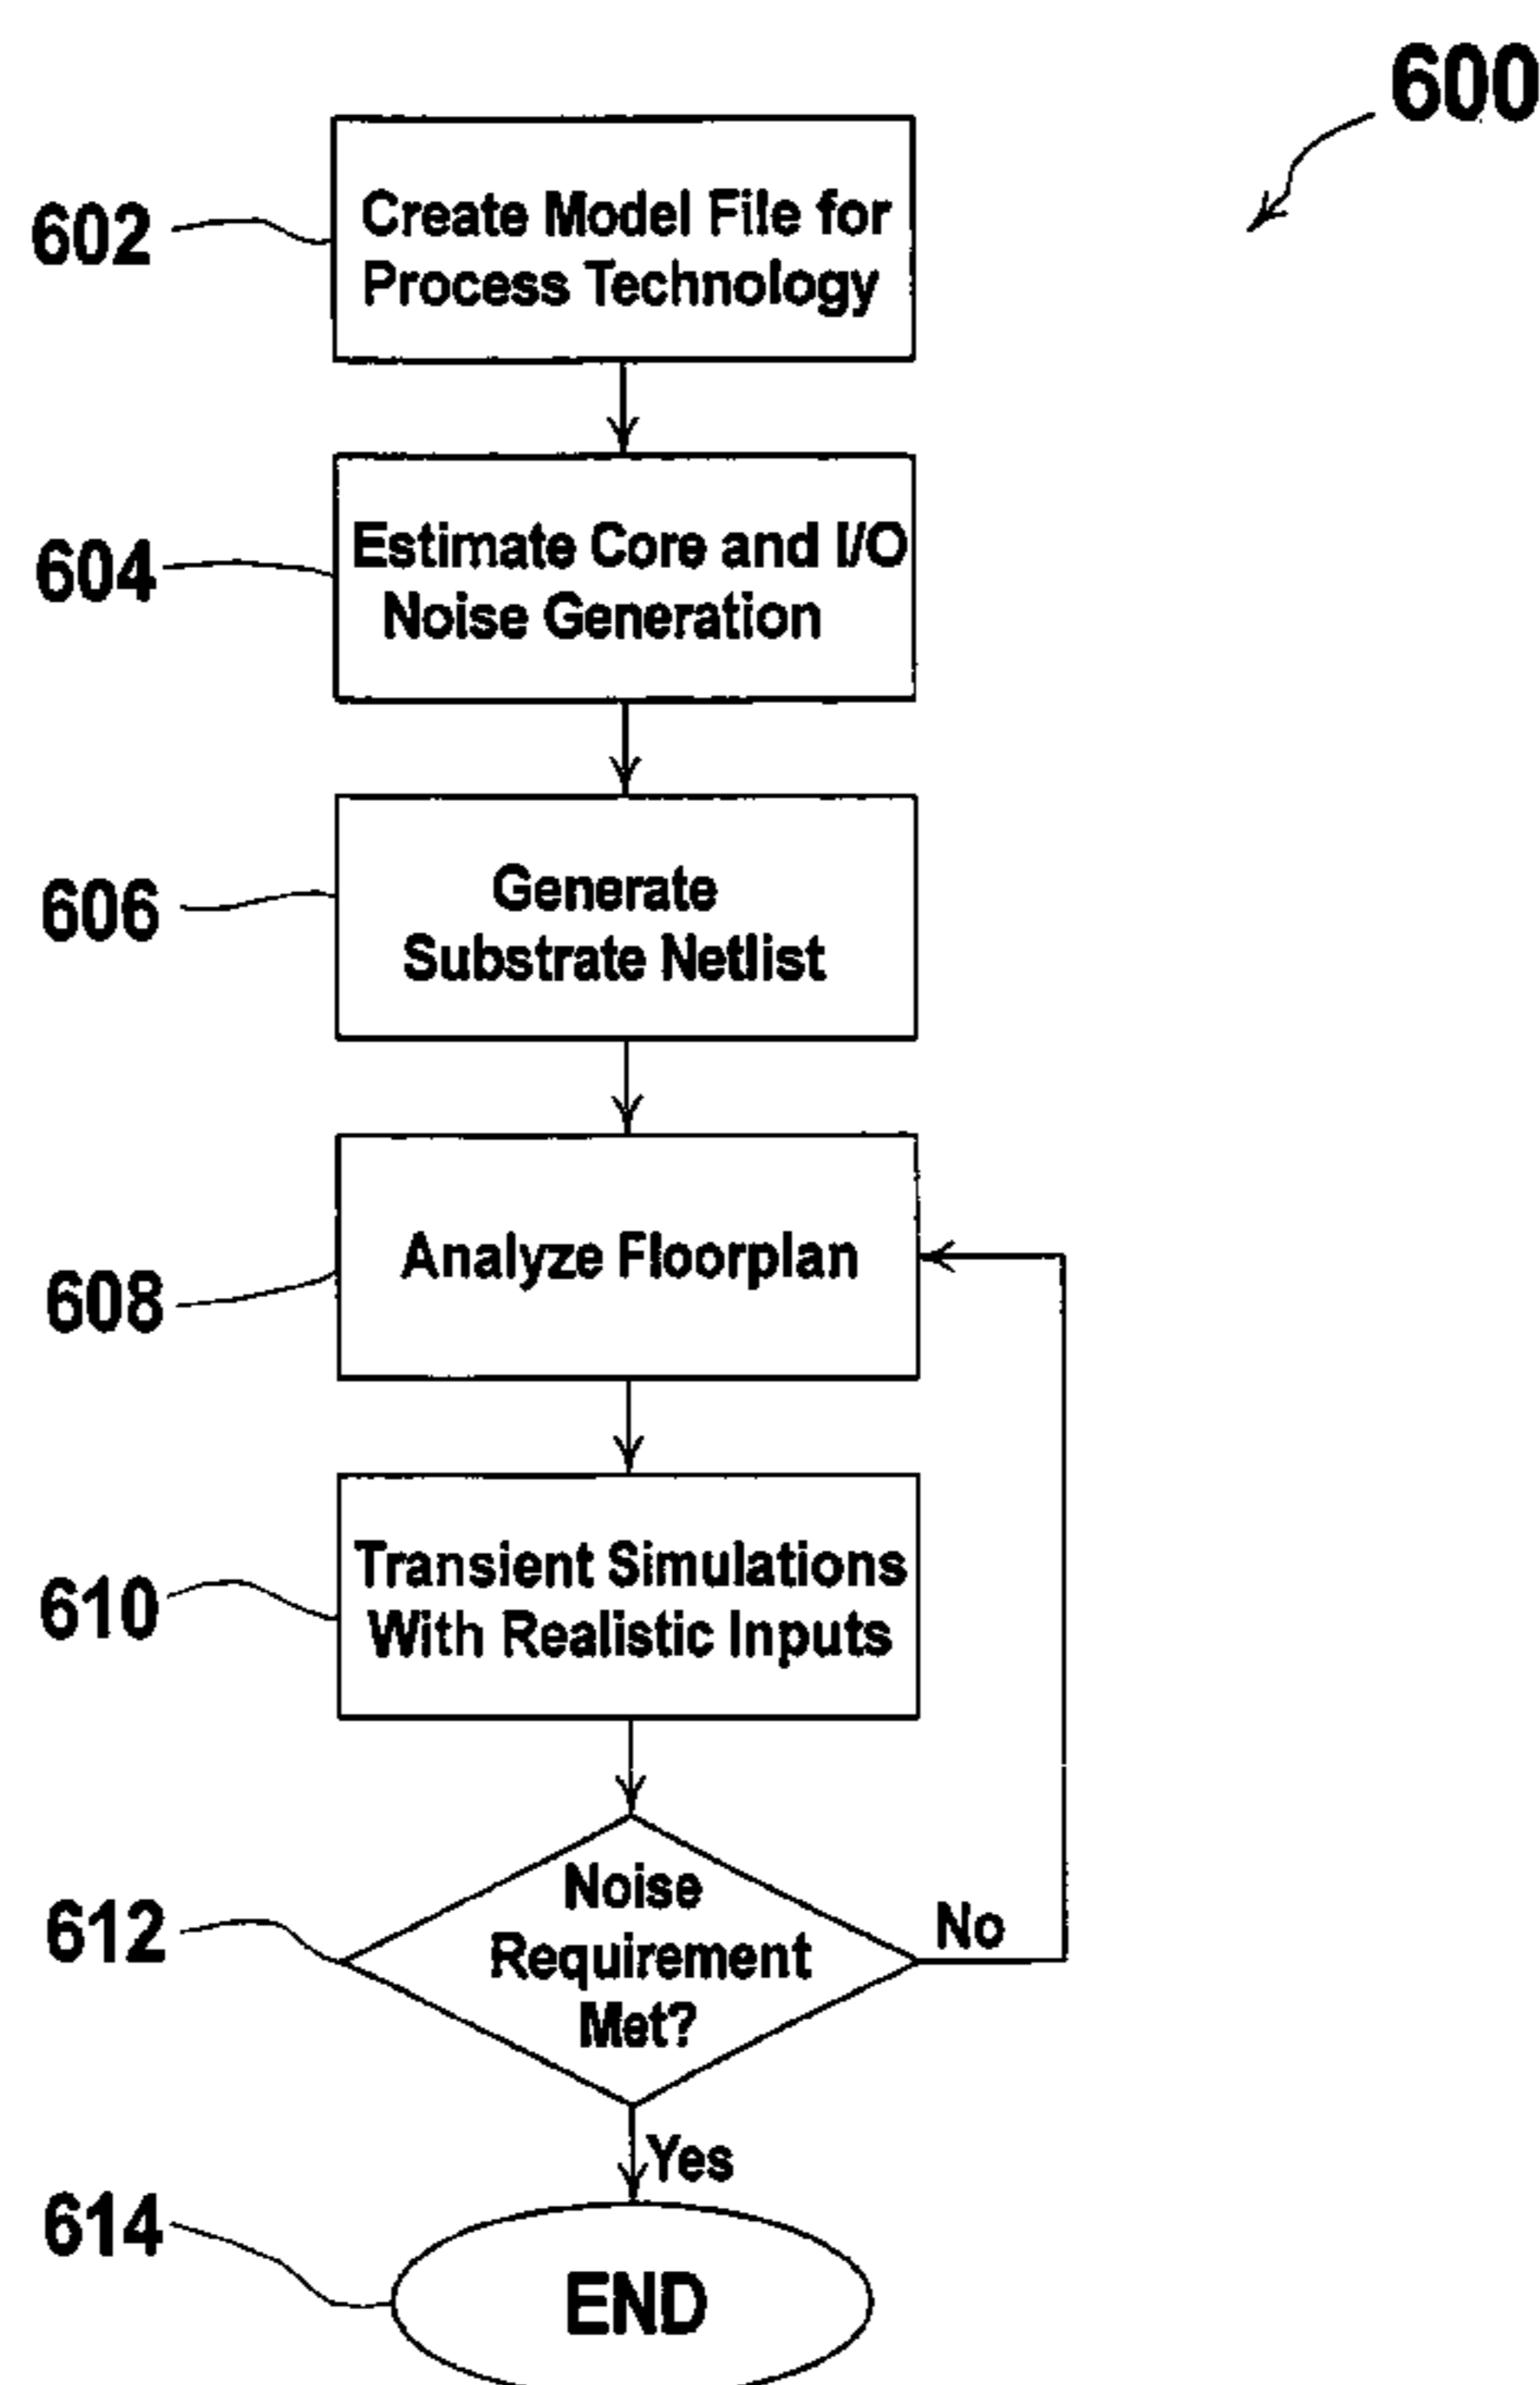 600
602
Create Model File for
Process Technology
604
Estimate Core and I/O
Noise Generation
606
Generate
Substrate Netlist
608
Analyze Floorplan
610
Transient Simulations
With Realistic Inputs
612
Noise
Requirement
Met?
No
Yes
614
END